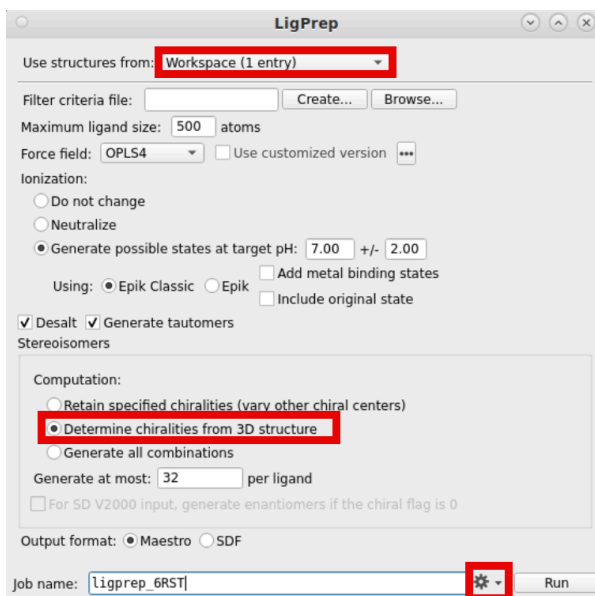 LigPrep
Use structures from: Workspace (1 entry)
Filter criteria file: Create... Browse...
Maximum ligand size: 500 atoms
Force field: OPLS4 Use customized version ...
Ionization:
Do not change
Neutralize
Generate possible states at target pH: 7.00 +/- 2.00
Using: Epik Classic Epik Add metal binding states
Include original state
Desalt Generate tautomers
Stereoisomers
Computation:
Retain specified chiralities (vary other chiral centers)
Determine chiralities from 3D structure
Generate all combinations
Generate at most: 32 per ligand
For SD V2000 input, generate enantiomers if the chiral flag is 0
Output format: Maestro SDF
Job name: ligprep_6RST Run